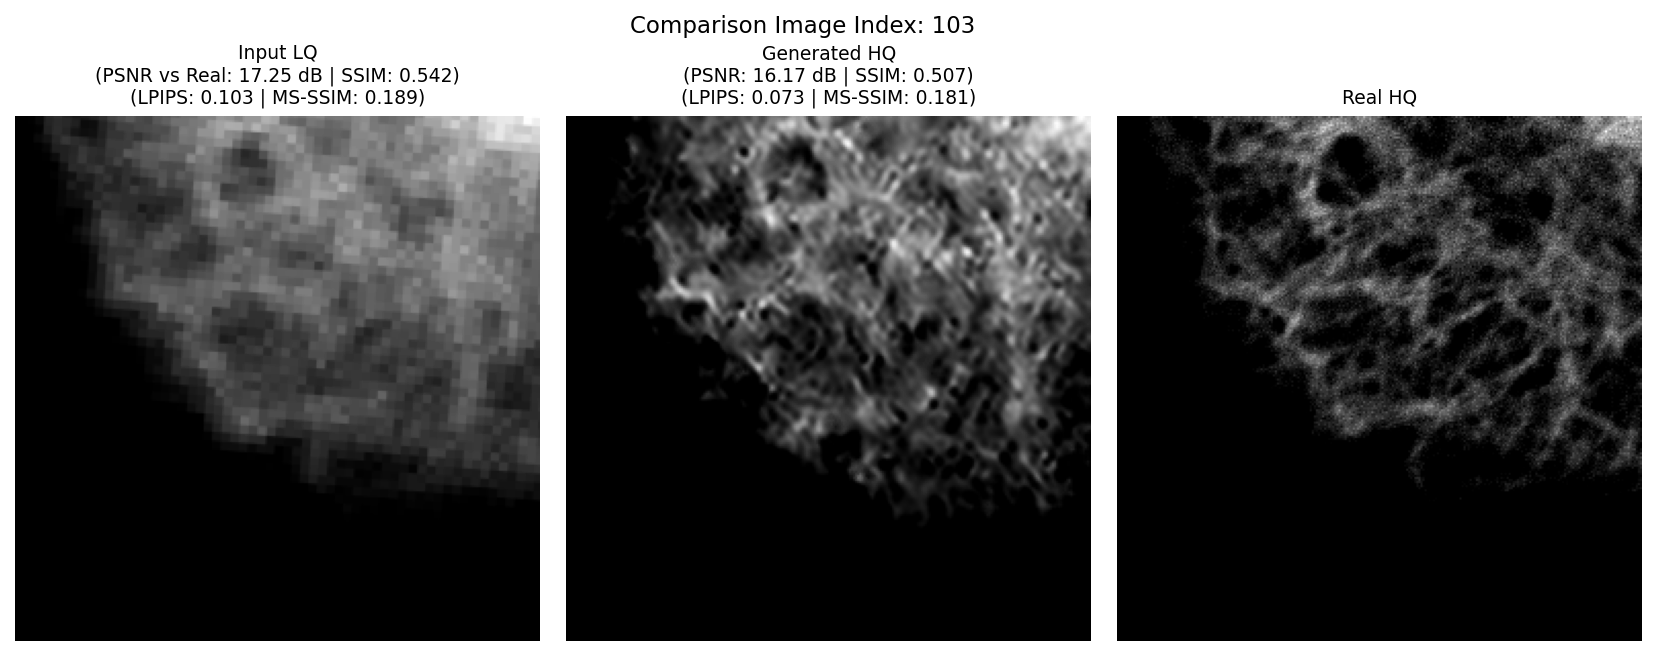 Comparison Image Index: 103
Input LQ
(PSNR vs Real: 17.25 dB | SSIM: 0.542)
(LPIPS: 0.103 | MS-SSIM: 0.189)
Generated HQ
(PSNR: 16.17 dB | SSIM: 0.507)
(LPIPS: 0.073 | MS-SSIM: 0.181)
Real HQ